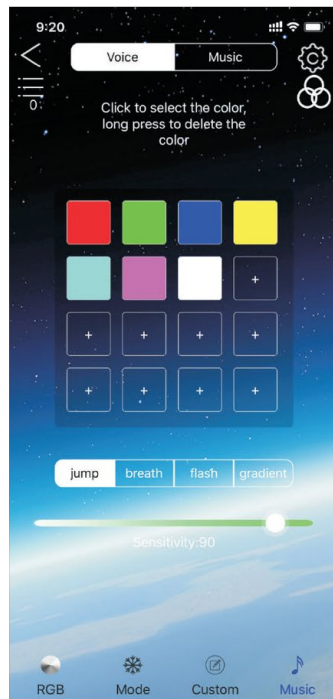 9:20
Voice
Music
0
Click to select the color,
long press to delete the
color
+
+ + + +
+ + + +
jump
breath
flash
gradient
Sensitivity:90
RGB
Mode
Custom
Music